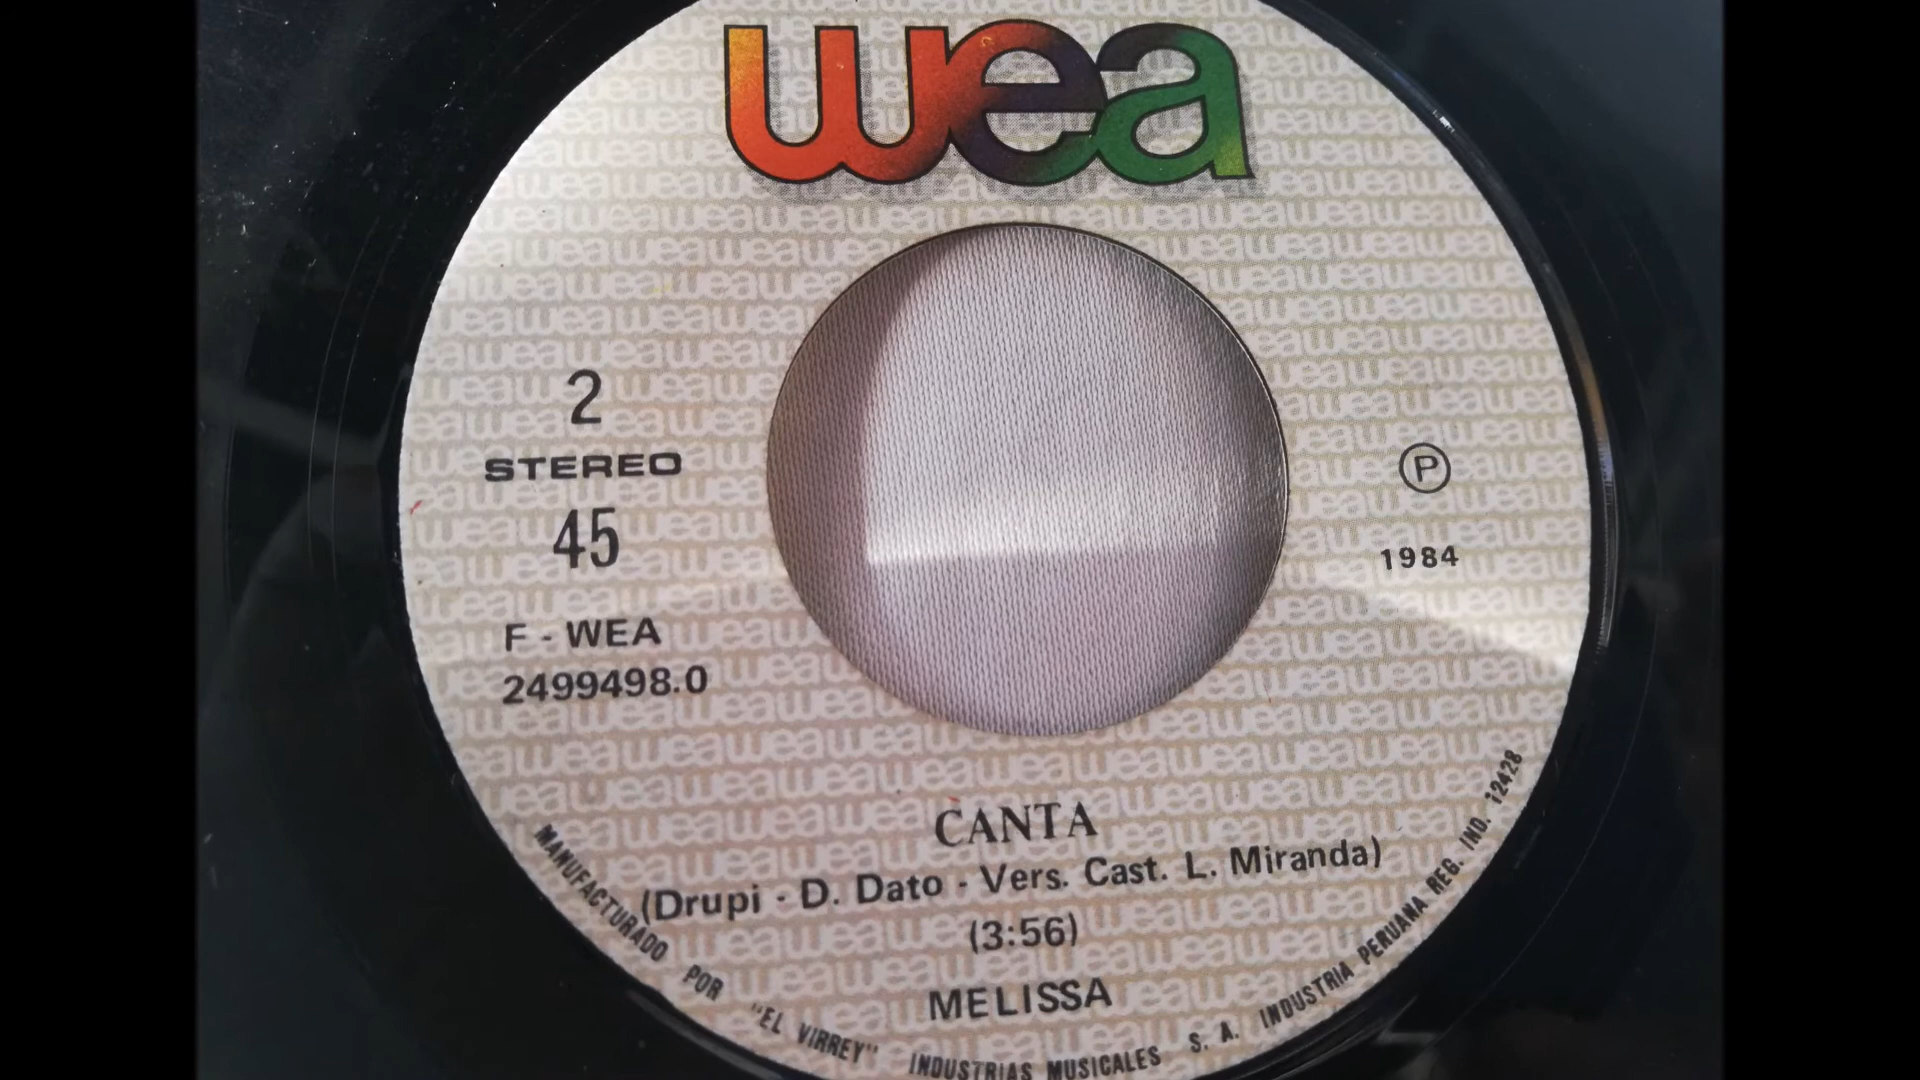 wea
2
STEREO
45
F - WEA
2499498.0
P
1984
CANTA
(Drupi - D. Dato - Vers. Cast. L. Miranda)
(3:56)
MELISSA
MANUFACTURADO POR "EL VIRREY" INDUSTRIAS MUSICALES S. A. INDUSTRIA PERUANA REG. IND. 12428